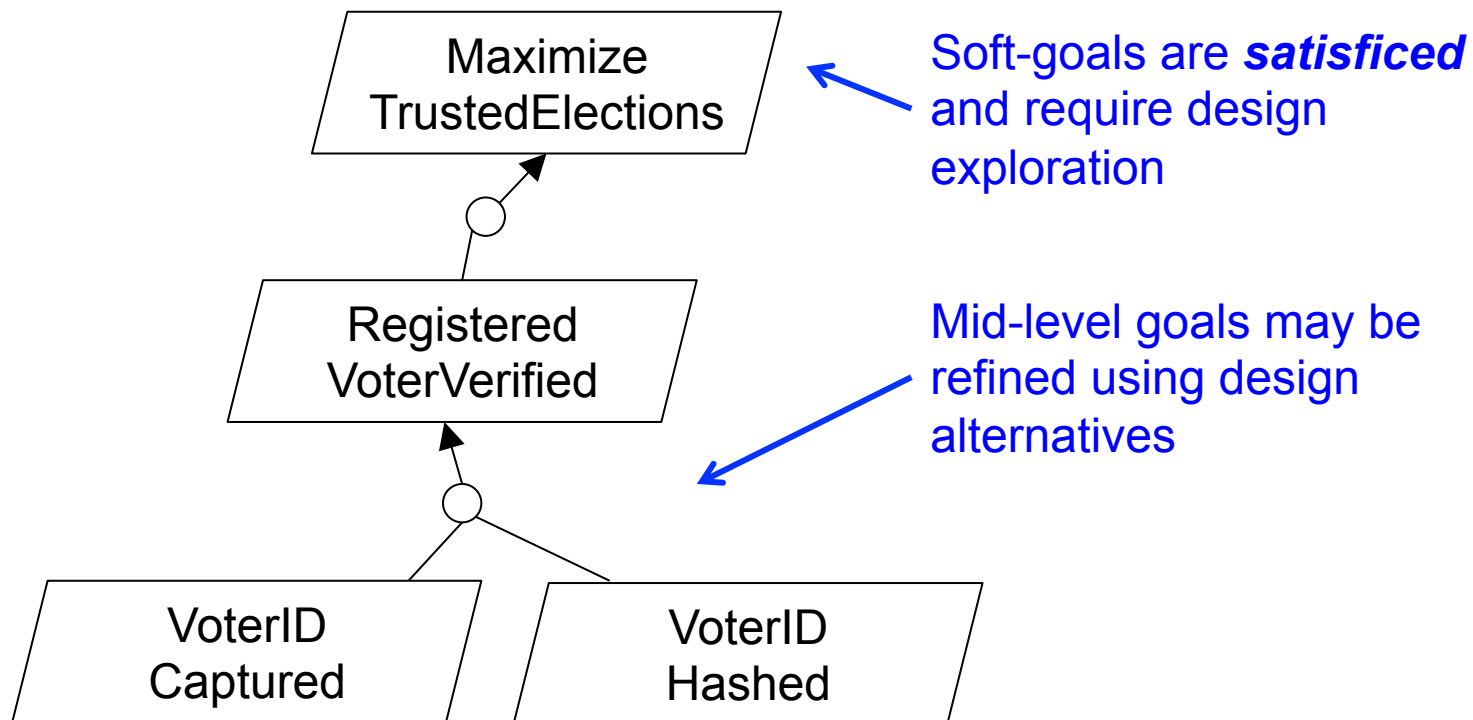 Maximize
TrustedElections
Soft-goals are satisficed
and require design
exploration
Registered
VoterVerified
Mid-level goals may be
refined using design
alternatives
VoterID
Captured
VoterID
Hashed